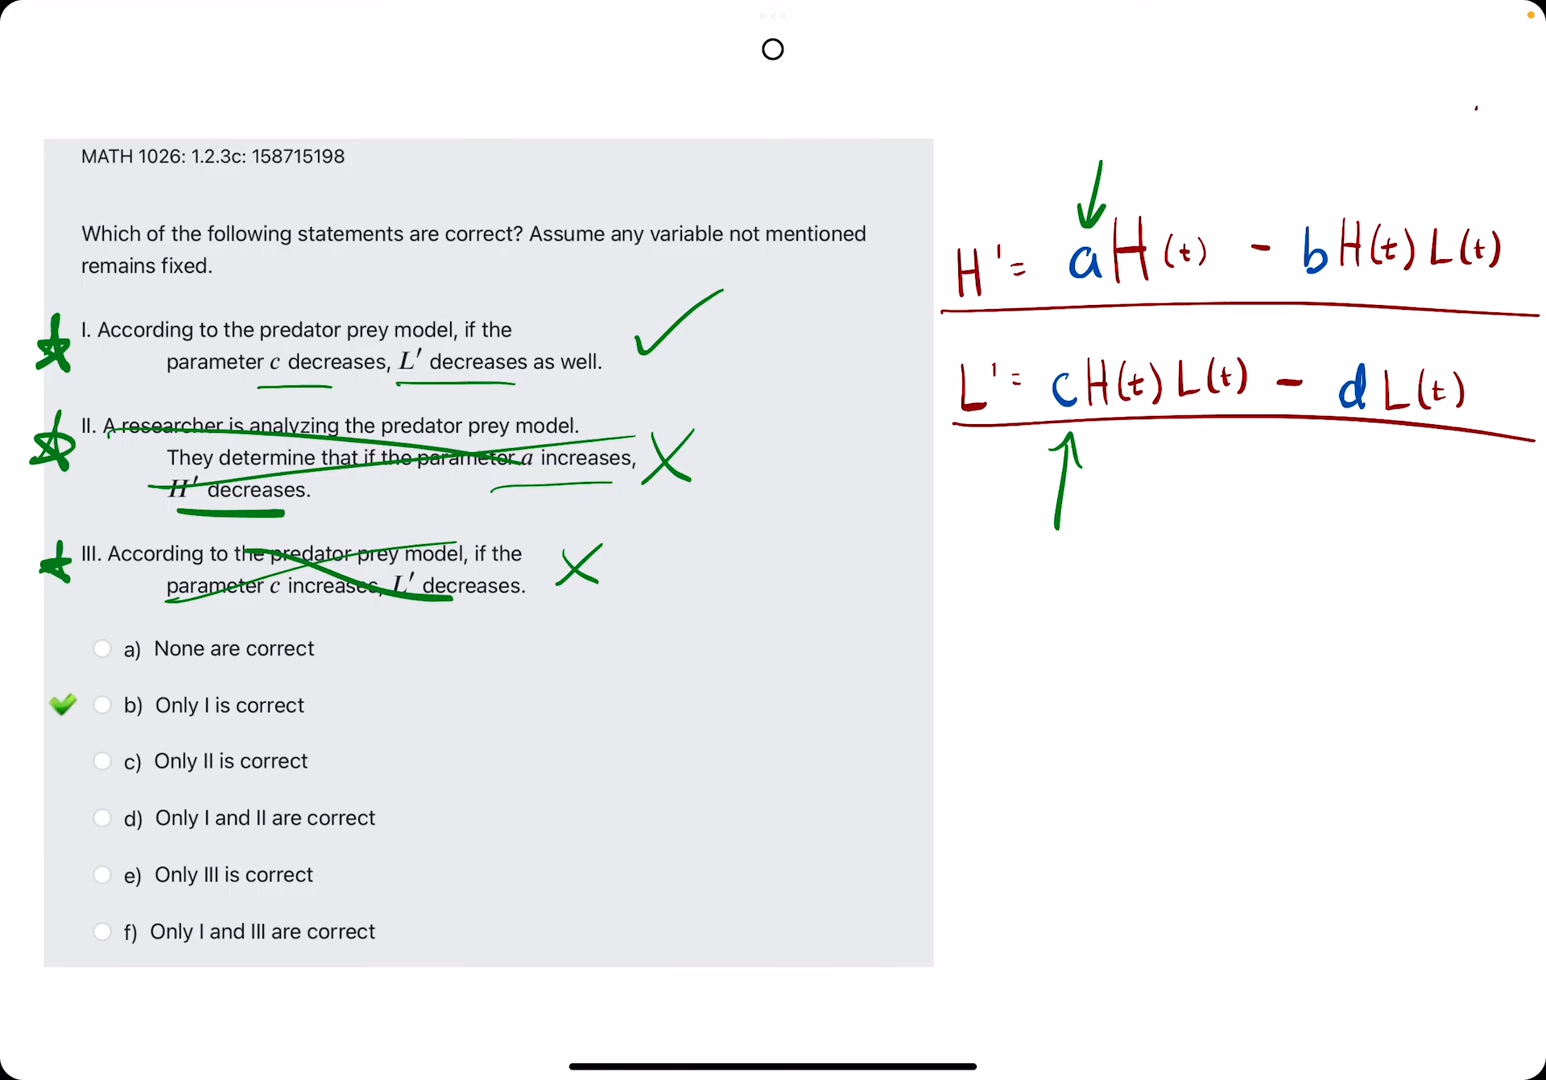 MATH 1026: 1.2.3c: 158715198
Which of the following statements are correct? Assume any variable not mentioned
remains fixed.
I. According to the predator prey model, if the
parameter c decreases, L′ decreases as well.
II. A researcher is analyzing the predator prey model.
They determine that if the parameter a increases,
H′ decreases.
III. According to the predator prey model, if the
parameter c increases, L′ decreases.
a) None are correct
b) Only I is correct
c) Only II is correct
d) Only I and II are correct
e) Only III is correct
f) Only I and III are correct
H' = aH(t) - bH(t)L(t)
L' = cH(t)L(t) - dL(t)